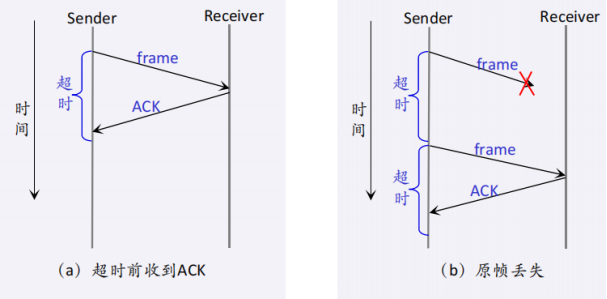 Sender
Receiver
frame
超时
ACK
时间
(a) 超时前收到ACK
Sender
Receiver
frame
超时
frame
超时
ACK
时间
(b) 原帧丢失